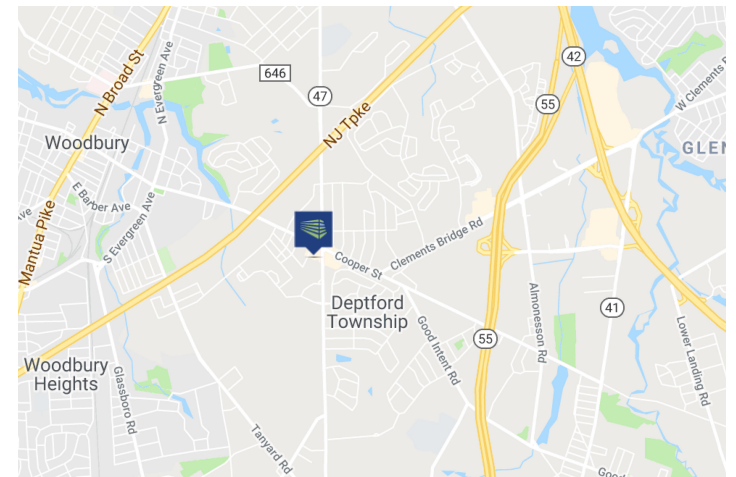 42
N Broad St
N Evergreen Ave
646
47
55
W Clements
NJ Tpke
Woodbury
GLEN
E Barber Ave
ve
S Evergreen Ave
Mantua Pike
Clements Bridge Rd
Cooper St
Deptford
Township
Almonesson Rd
41
Good Intent Rd
55
Lower Landing Rd
Woodbury
Heights
Glassboro Rd
Tanyard Rd